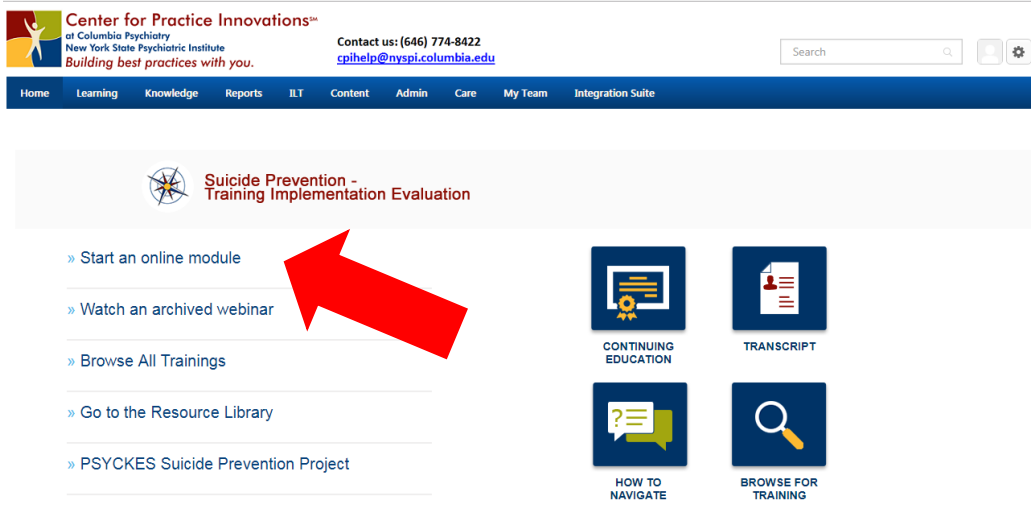 Center for Practice Innovations℠
at Columbia Psychiatry
New York State Psychiatric Institute
Building best practices with you.
Contact us: (646) 774-8422
cpihelp@nyspi.columbia.edu
Search
Home Learning Knowledge Reports ILT Content Admin Care My Team Integration Suite
Suicide Prevention -
Training Implementation Evaluation
» Start an online module
» Watch an archived webinar
» Browse All Trainings
» Go to the Resource Library
» PSYCKES Suicide Prevention Project
CONTINUING
EDUCATION
TRANSCRIPT
?
HOW TO
NAVIGATE
BROWSE FOR
TRAINING